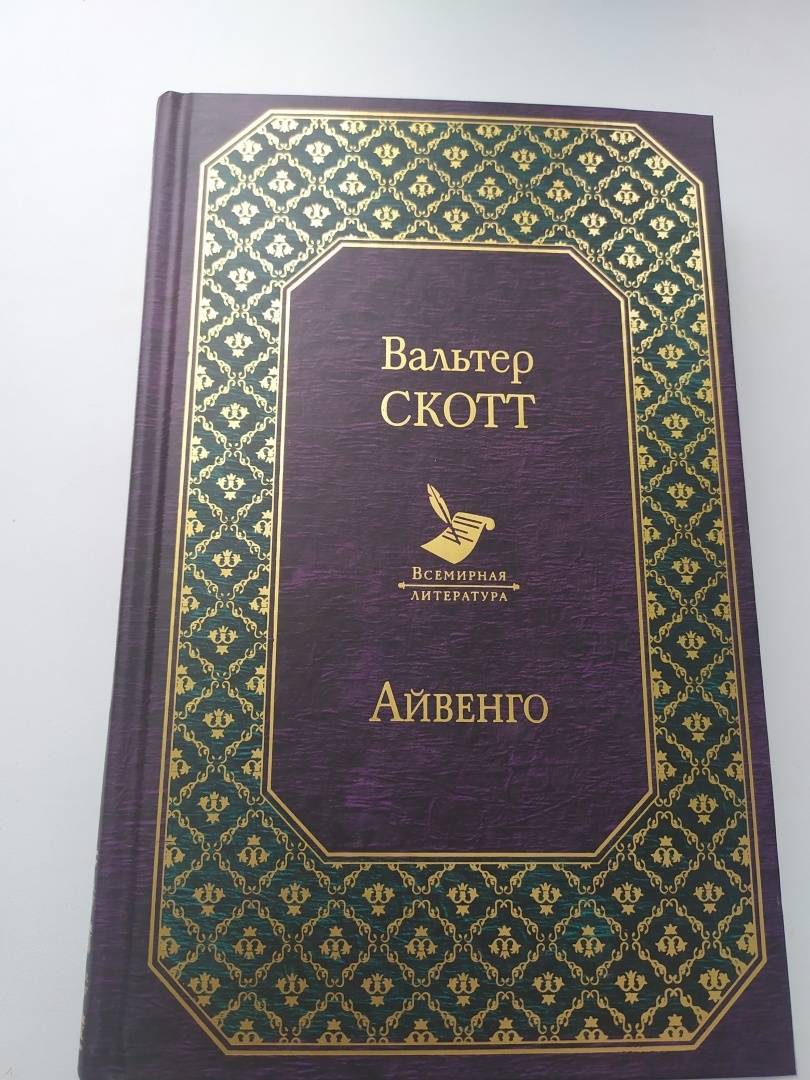 Вальтер
СКОТТ
Всемирная
литература
Айвенго